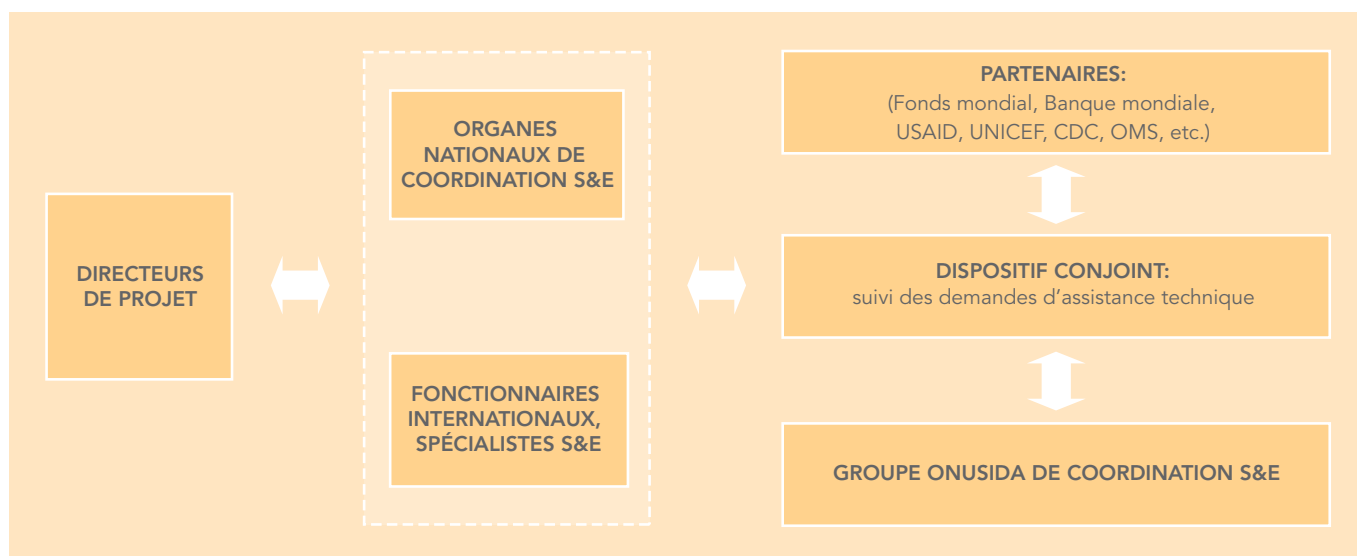 DIRECTEURS
DE PROJET
ORGANES
NATIONAUX DE
COORDINATION S&E
FONCTIONNAIRES
INTERNATIONAUX,
SPÉCIALISTES S&E
PARTENAIRES:
(Fonds mondial, Banque mondiale,
USAID, UNICEF, CDC, OMS, etc.)
DISPOSITIF CONJOINT:
suivi des demandes d’assistance technique
GROUPE ONUSIDA DE COORDINATION S&E